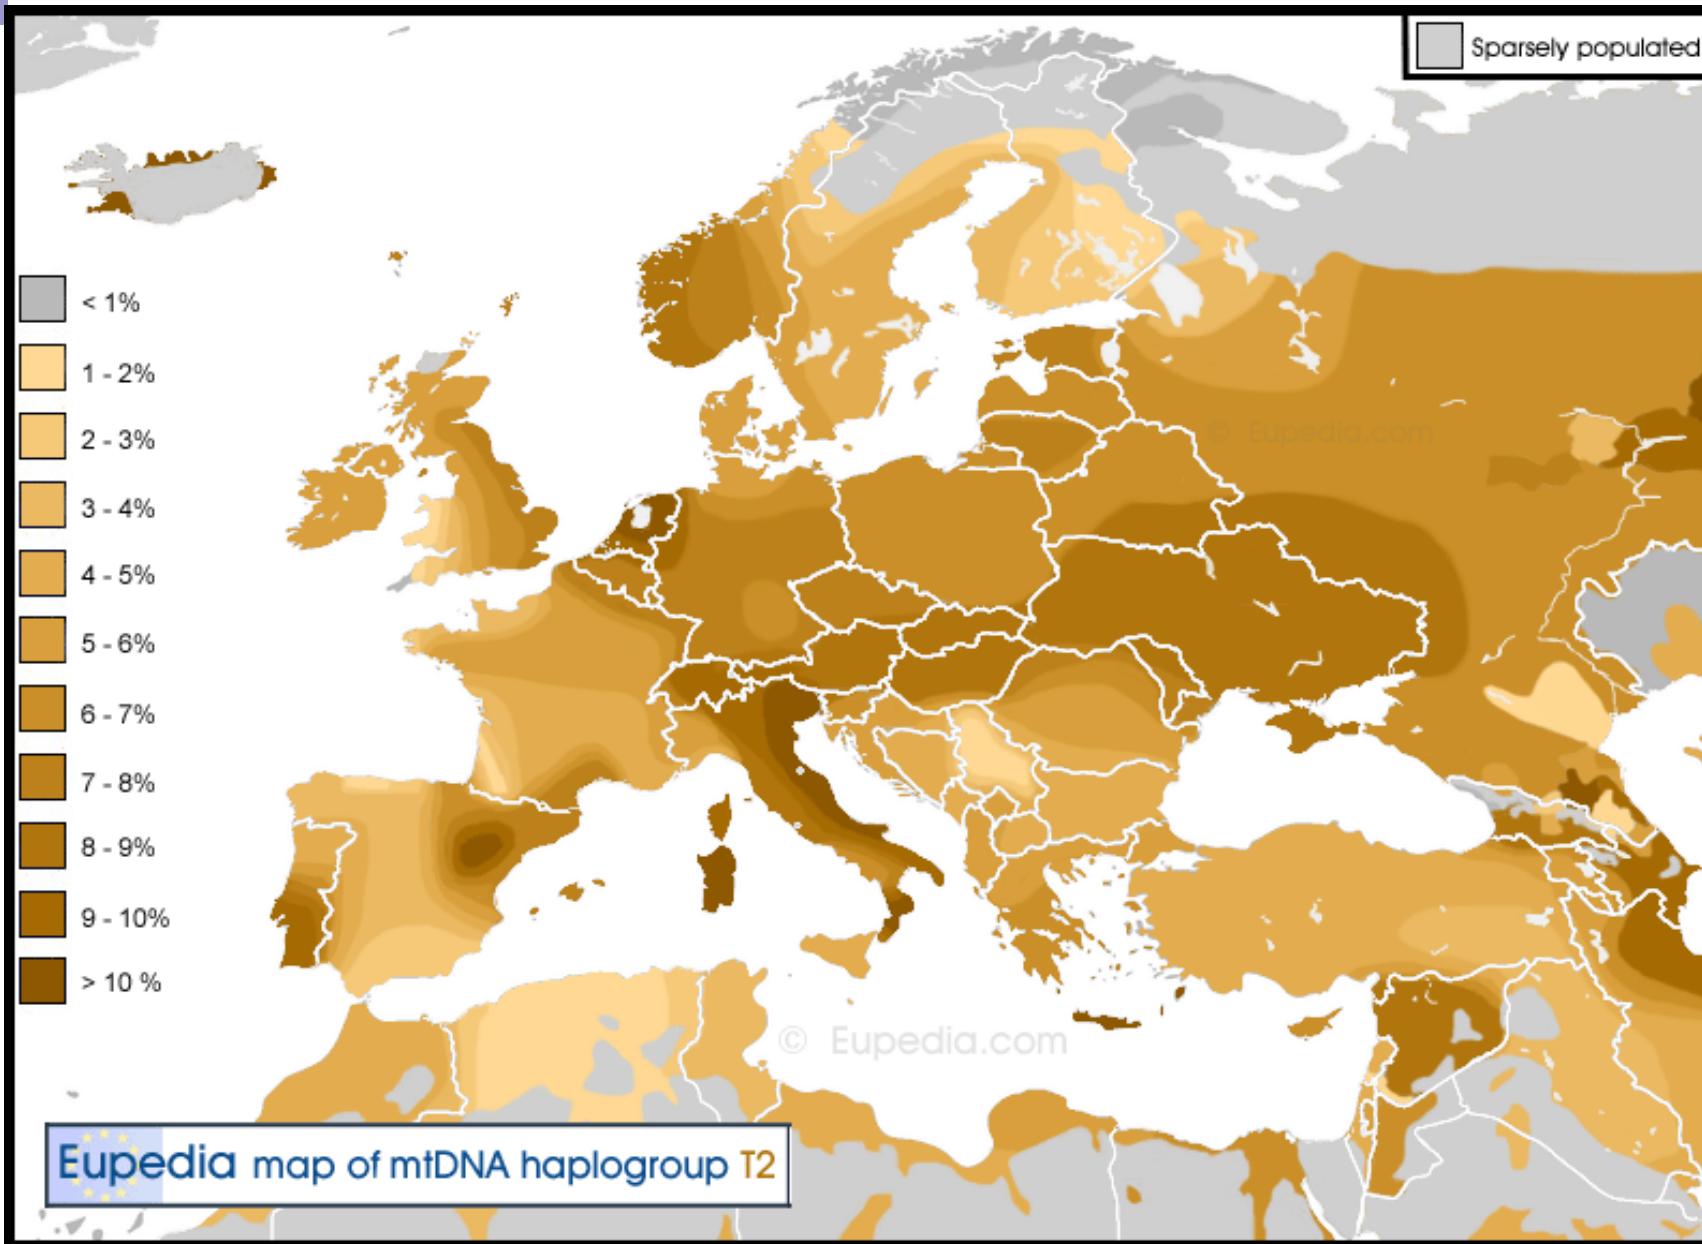 Sparsely populated
< 1%
1 - 2%
2 - 3%
3 - 4%
4 - 5%
5 - 6%
6 - 7%
7 - 8%
8 - 9%
9 - 10%
> 10 %
© Eupedia.com
© Eupedia.com
Eupedia map of mtDNA haplogroup T2